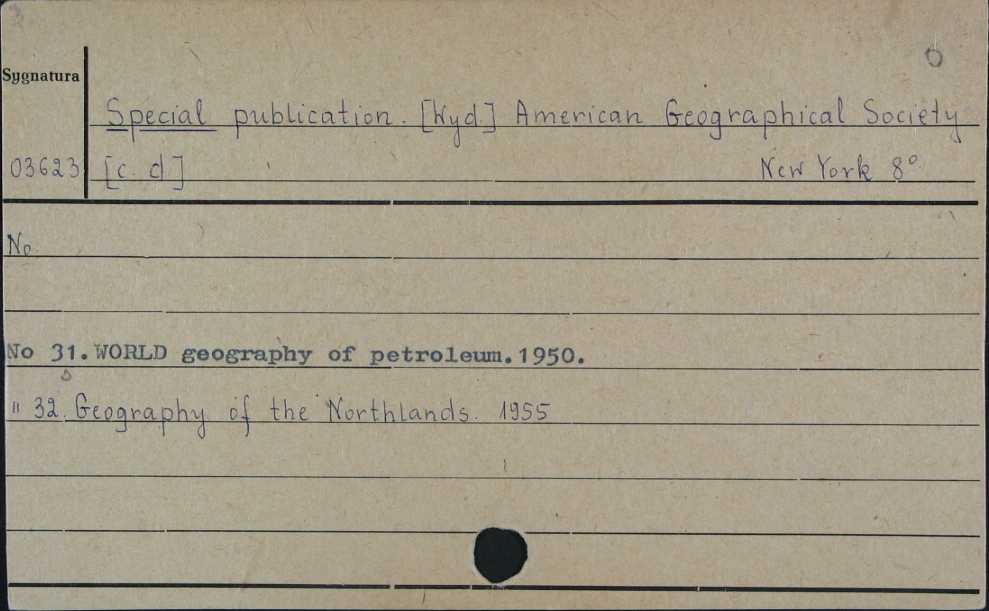 Sygnatura
Special publication. [Wyd.] American Geographical Society
03623 [c. d] New York 8°
No
No 31. WORLD geography of petroleum. 1950.
" 32. Geography of the Northlands. 1955